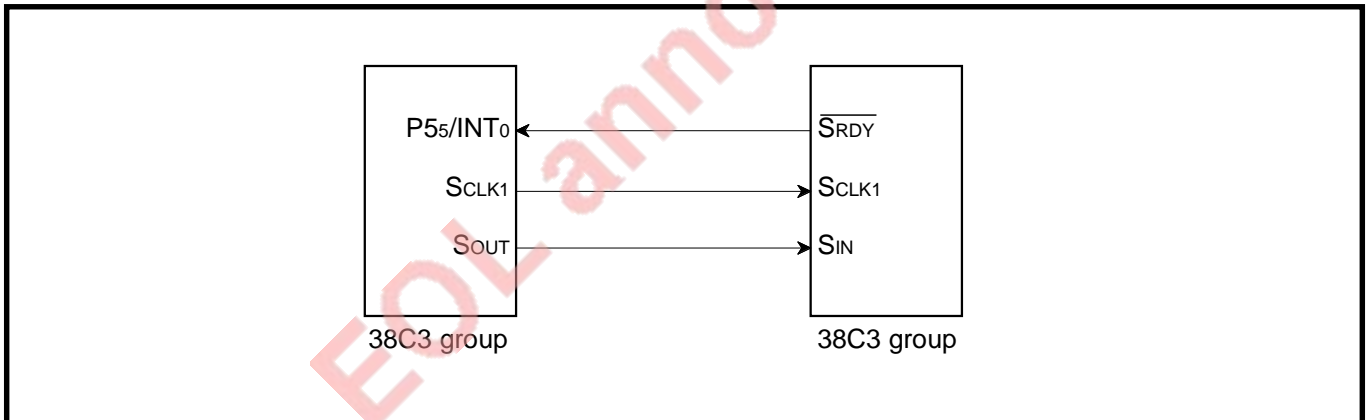 P55/INT0 SRDY
SCLK1 SCLK1
SOUT SIN
38C3 group 38C3 group
EOL anno